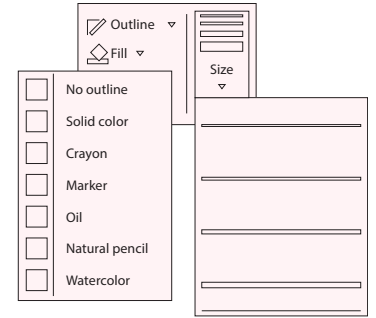 Outline
Fill
Size
No outline
Solid color
Crayon
Marker
Oil
Natural pencil
Watercolor